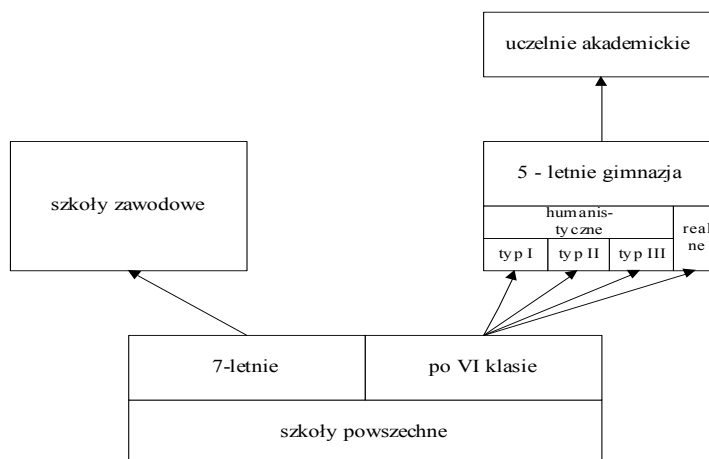 uczelnie akademickie
szkoły zawodowe
5 - letnie gimnazja
humanis-
tyczne
real
ne
typ I
typ II
typ III
7-letnie
po VI klasie
szkoły powszechne